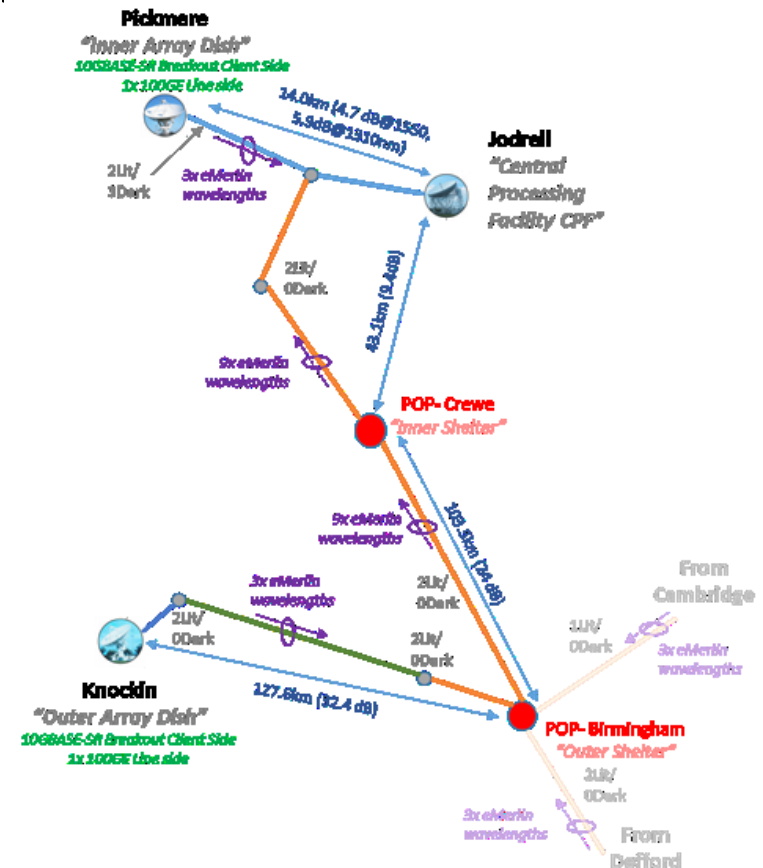 Pickmere
"Inner Array Dish"
10GBASE-SR Breakout Client Side
1x 100GE Line side
14.0km (4.7 dB@1550,
5.9dB@1310nm)
Jodrell
"Central
Processing
Facility CPF"
2Lit/
3Dark
3x eMerlin
wavelengths
2Lit/
0Dark
43.1km (9.4dB)
9x eMerlin
wavelengths
POP- Crewe
"Inner Shelter"
9x eMerlin
wavelengths
(24 dB)
2Lit/
0Dark
3x eMerlin
wavelengths
2Lit/
0Dark
2Lit/
0Dark
From
Cambridge
1Lit/
0Dark
3x eMerlin
wavelengths
127.6km (32.4 dB)
Knockin
"Outer Array Dish"
10GBASE-SR Breakout Client Side
1x 100GE Line side
POP- Birmingham
"Outer Shelter"
2Lit/
0Dark
3x eMerlin
wavelengths
From
Defford